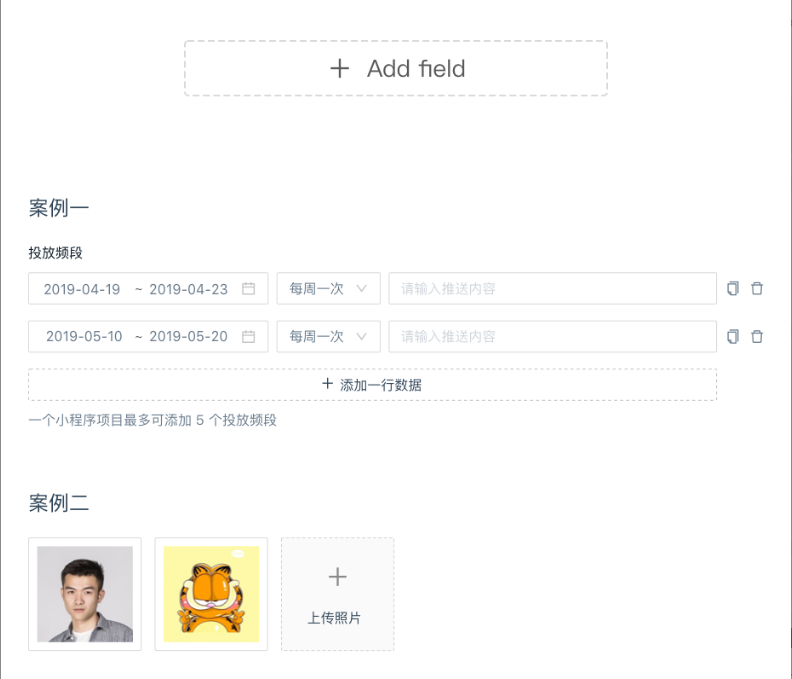 + Add field
案例一
投放频段
2019-04-19 ~ 2019-04-23 每周一次 请输入推送内容
2019-05-10 ~ 2019-05-20 每周一次 请输入推送内容
+ 添加一行数据
一个小程序项目最多可添加 5 个投放频段
案例二
+
上传照片